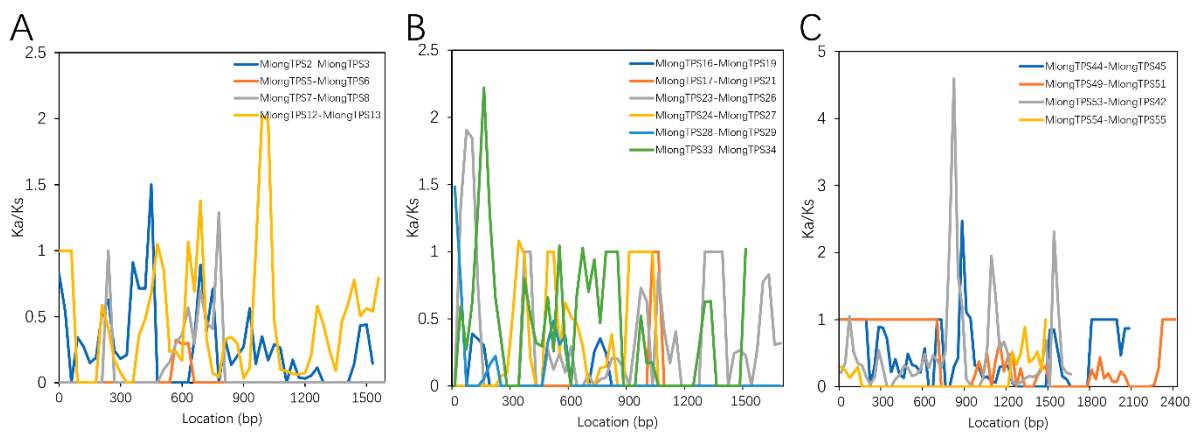 A
2.5
2
1.5
1
0.5
0
Ka/Ks
0
300
600
900
1200
1500
Location (bp)
MlongTPS2-MlongTPS3
MlongTPS5-MlongTPS6
MlongTPS7-MlongTPS8
MlongTPS12-MlongTPS13
B
2.5
2
1.5
1
0.5
0
Ka/Ks
0
300
600
900
1200
1500
Location (bp)
MlongTPS16-MlongTPS19
MlongTPS17-MlongTPS21
MlongTPS23-MlongTPS26
MlongTPS24-MlongTPS27
MlongTPS28-MlongTPS29
MlongTPS33-MlongTPS34
C
5
4
3
2
1
0
Ka/Ks
0
300
600
900
1200
1500
1800
2100
2400
Location (bp)
MlongTPS44-MlongTPS45
MlongTPS49-MlongTPS51
MlongTPS53-MlongTPS42
MlongTPS54-MlongTPS55